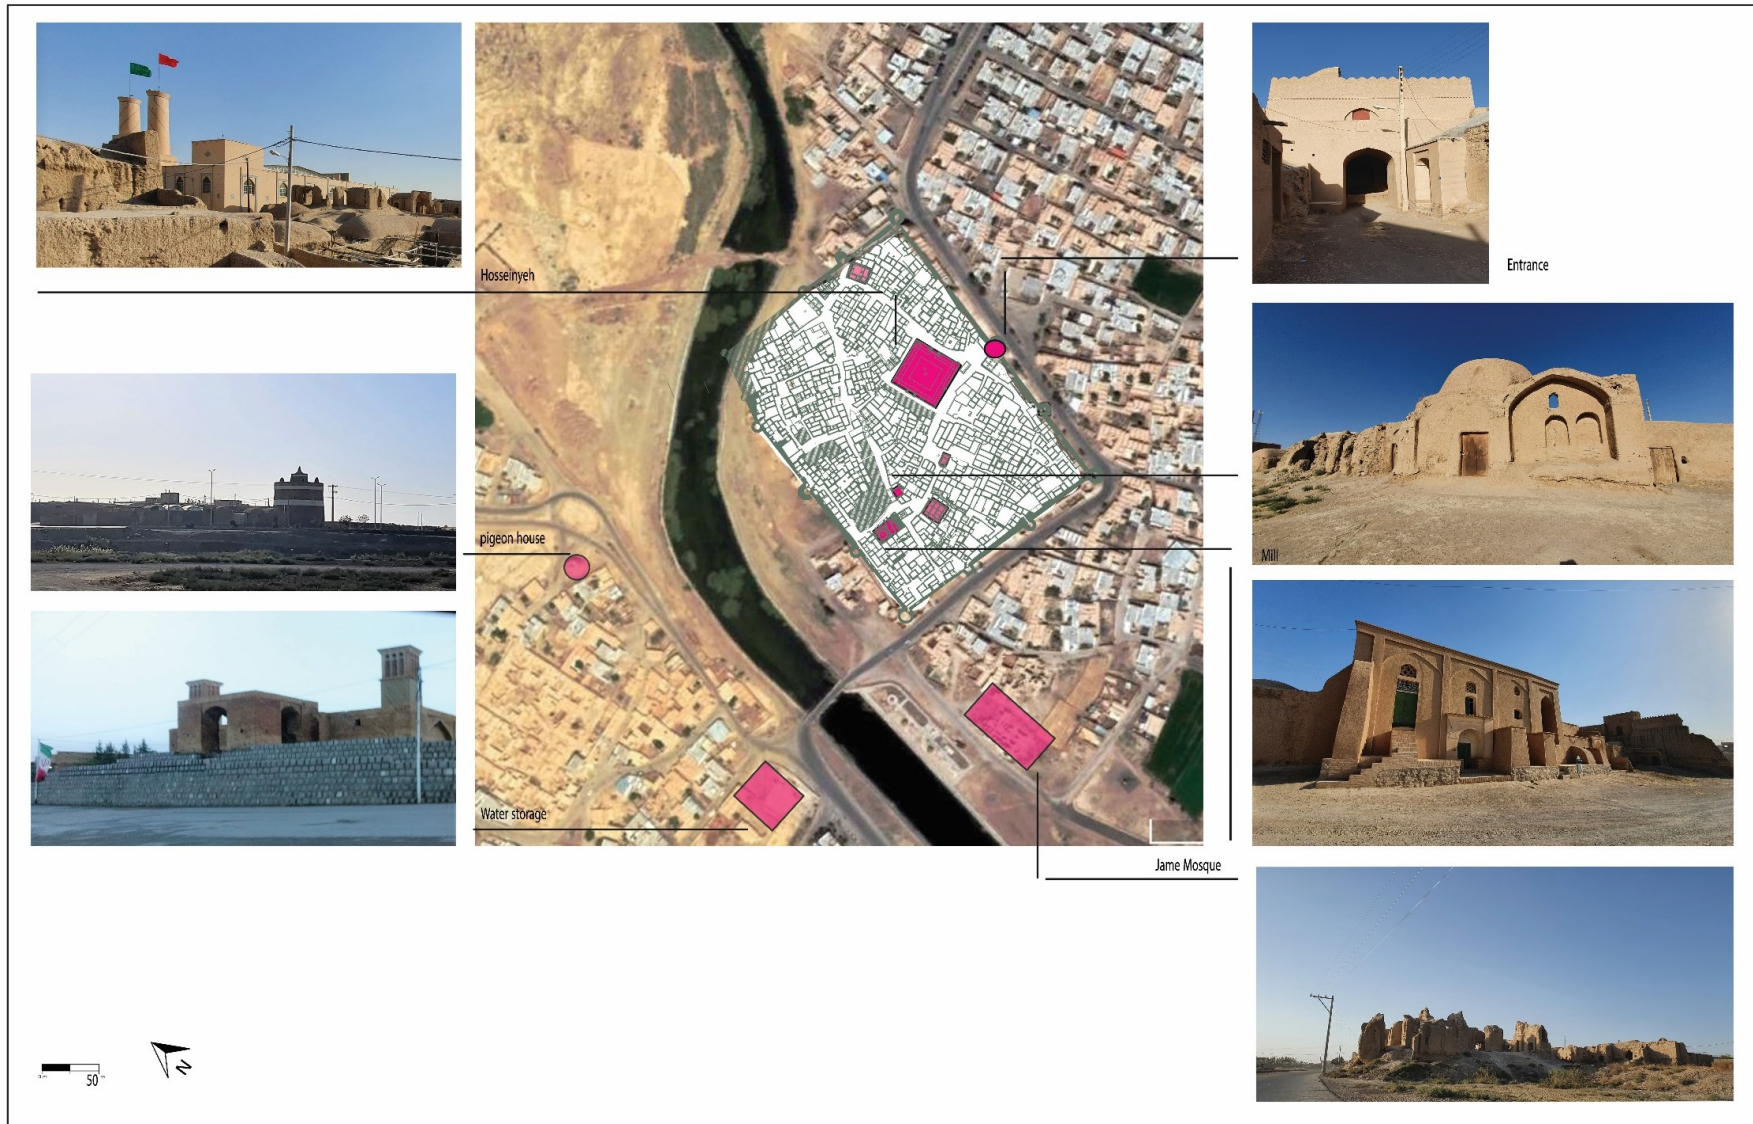 Hosseinyeh
Entrance
pigeon house
Mill
Water storage
Jame Mosque
50
N